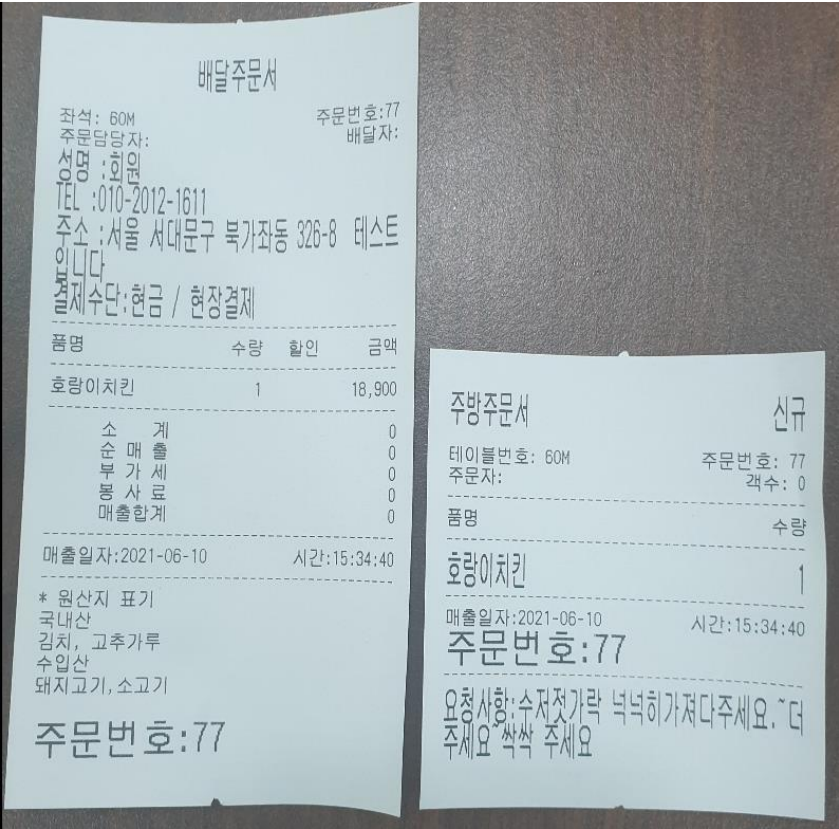 배달주문서
좌석: 60M 주문번호:77
주문담당자: 배달자:
성명 :회원
TEL :010-2012-1611
주소 :서울 서대문구 북가좌동 326-8 테스트
입니다
결제수단:현금 / 현장결제
품명 수량 할인 금액
호랑이치킨 1 18,900
소 계 0
순 매 출 0
부 가 세 0
봉 사 료 0
매출합계 0
매출일자:2021-06-10 시간:15:34:40
* 원산지 표기
국내산
김치, 고추가루
수입산
돼지고기,소고기
주문번호:77
주방주문서 신규
테이블번호: 60M 주문번호: 77
주문자: 객수: 0
품명 수량
호랑이치킨 1
매출일자:2021-06-10 시간:15:34:40
주문번호:77
요청사항:수저젓가락 넉넉히가져다주세요.~더
주세요~싹싹 주세요